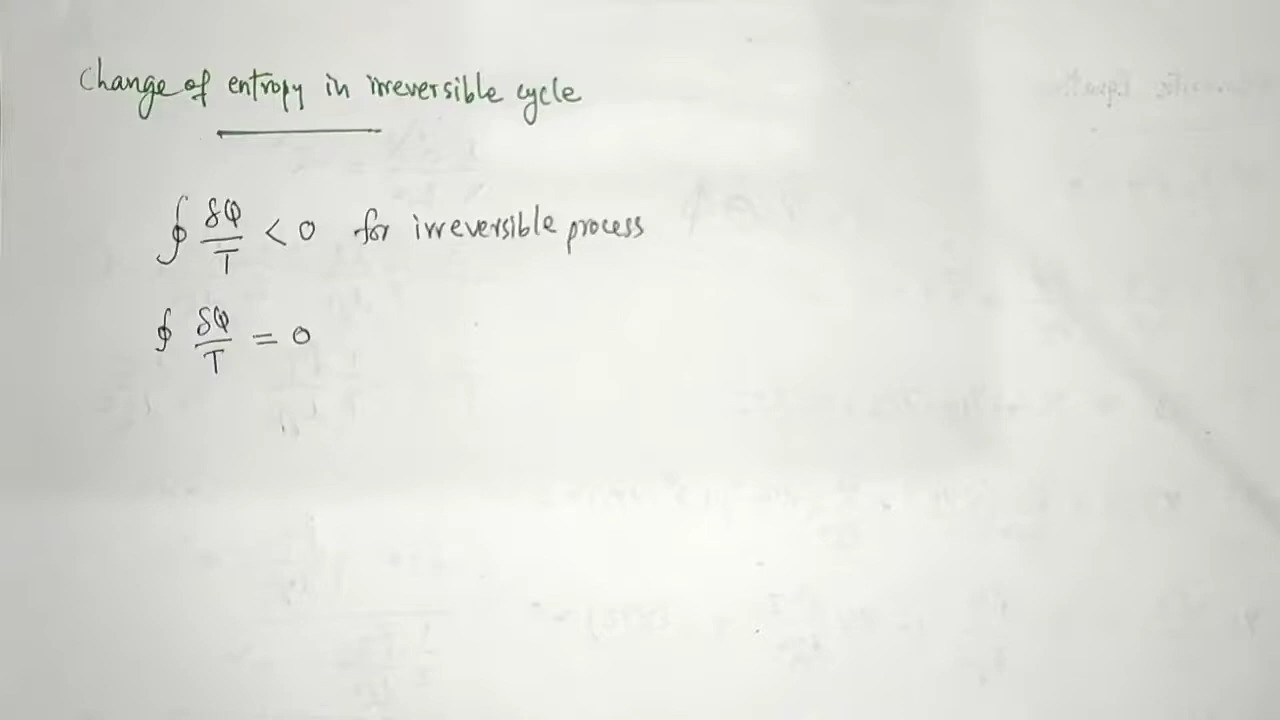 Change of entropy in irreversible cycle
∮ δQ/T < 0 for irreversible process
∮ δQ/T = 0